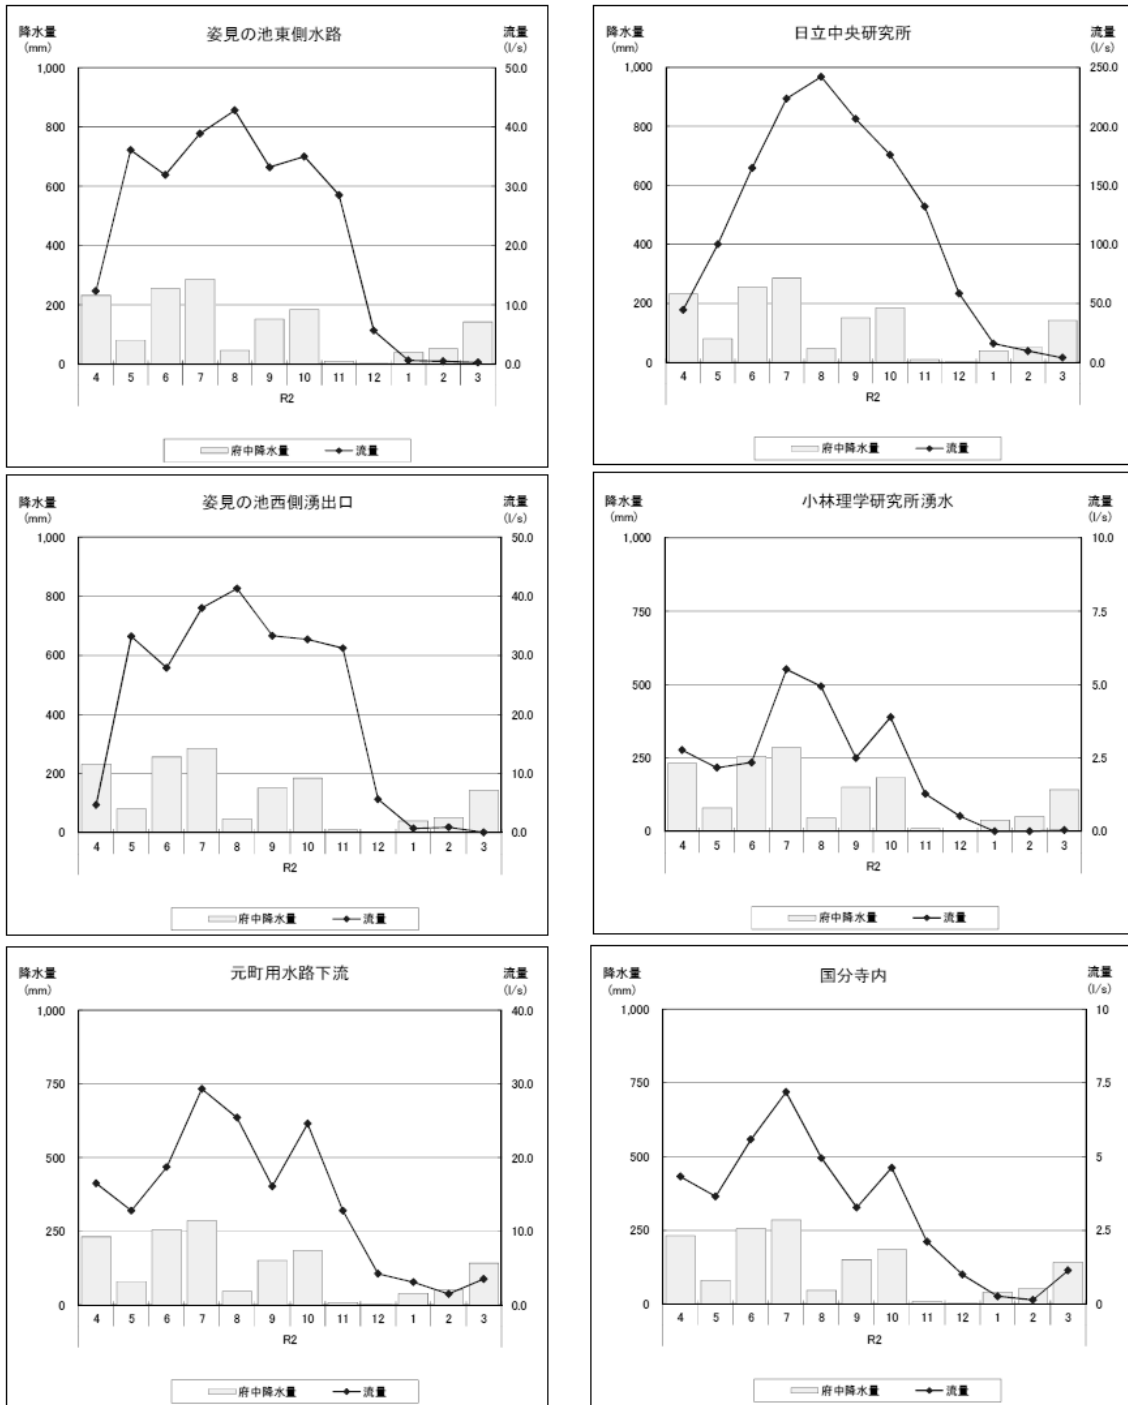 姿見の池東側水路
降水量
(mm)
流量
(l/s)
1,000
800
600
400
200
0
50.0
40.0
30.0
20.0
10.0
0.0
4 5 6 7 8 9 10 11 12 1 2 3
R2
府中降水量 流量
日立中央研究所
降水量
(mm)
流量
(l/s)
1,000
800
600
400
200
0
250.0
200.0
150.0
100.0
50.0
0.0
4 5 6 7 8 9 10 11 12 1 2 3
R2
府中降水量 流量
姿見の池西側湧出口
降水量
(mm)
流量
(l/s)
1,000
800
600
400
200
0
50.0
40.0
30.0
20.0
10.0
0.0
4 5 6 7 8 9 10 11 12 1 2 3
R2
府中降水量 流量
小林理学研究所湧水
降水量
(mm)
流量
(l/s)
1,000
750
500
250
0
10.0
7.5
5.0
2.5
0.0
4 5 6 7 8 9 10 11 12 1 2 3
R2
府中降水量 流量
元町用水路下流
降水量
(mm)
流量
(l/s)
1,000
750
500
250
0
40.0
30.0
20.0
10.0
0.0
4 5 6 7 8 9 10 11 12 1 2 3
R2
府中降水量 流量
国分寺内
降水量
(mm)
流量
(l/s)
1,000
750
500
250
0
10
7.5
5
2.5
0
4 5 6 7 8 9 10 11 12 1 2 3
R2
府中降水量 流量